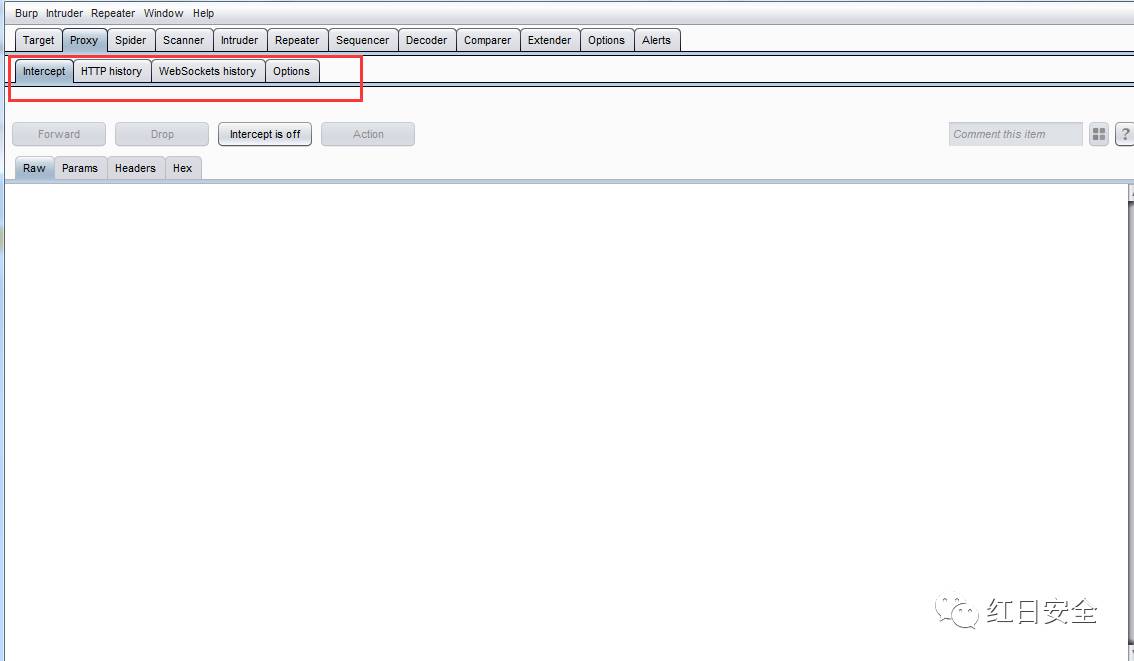 Burp Intruder Repeater Window Help
Target Proxy Spider Scanner Intruder Repeater Sequencer Decoder Comparer Extender Options Alerts
Intercept HTTP history WebSockets history Options
Forward Drop Intercept is off Action Comment this item ?
Raw Params Headers Hex
红日安全